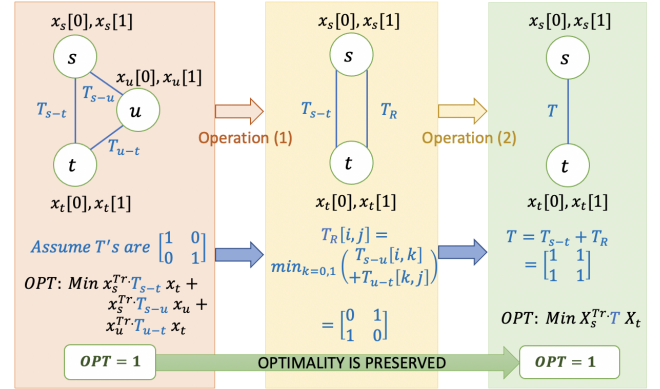 x_s[0], x_s[1]
s
x_u[0], x_u[1]
T_{s-t}
T_{s-u}
u
T_{u-t}
t
x_t[0], x_t[1]
Assume T's are [1 0
0 1]
OPT: Min x_s^{Tr·}T_{s-t} x_t +
x_s^{Tr·}T_{s-u} x_u +
x_u^{Tr·}T_{u-t} x_t
OPT = 1
Operation (1)
x_s[0], x_s[1]
s
T_{s-t}
T_R
t
x_t[0], x_t[1]
T_R[i,j] =
min_{k=0,1} (T_{s-u}[i,k]
+T_{u-t}[k,j])
= [0 1
1 0]
Operation (2)
x_s[0], x_s[1]
s
T
t
x_t[0], x_t[1]
T = T_{s-t} + T_R
= [1 1
1 1]
OPT: Min X_s^{Tr·}T X_t
OPTIMALITY IS PRESERVED
OPT = 1